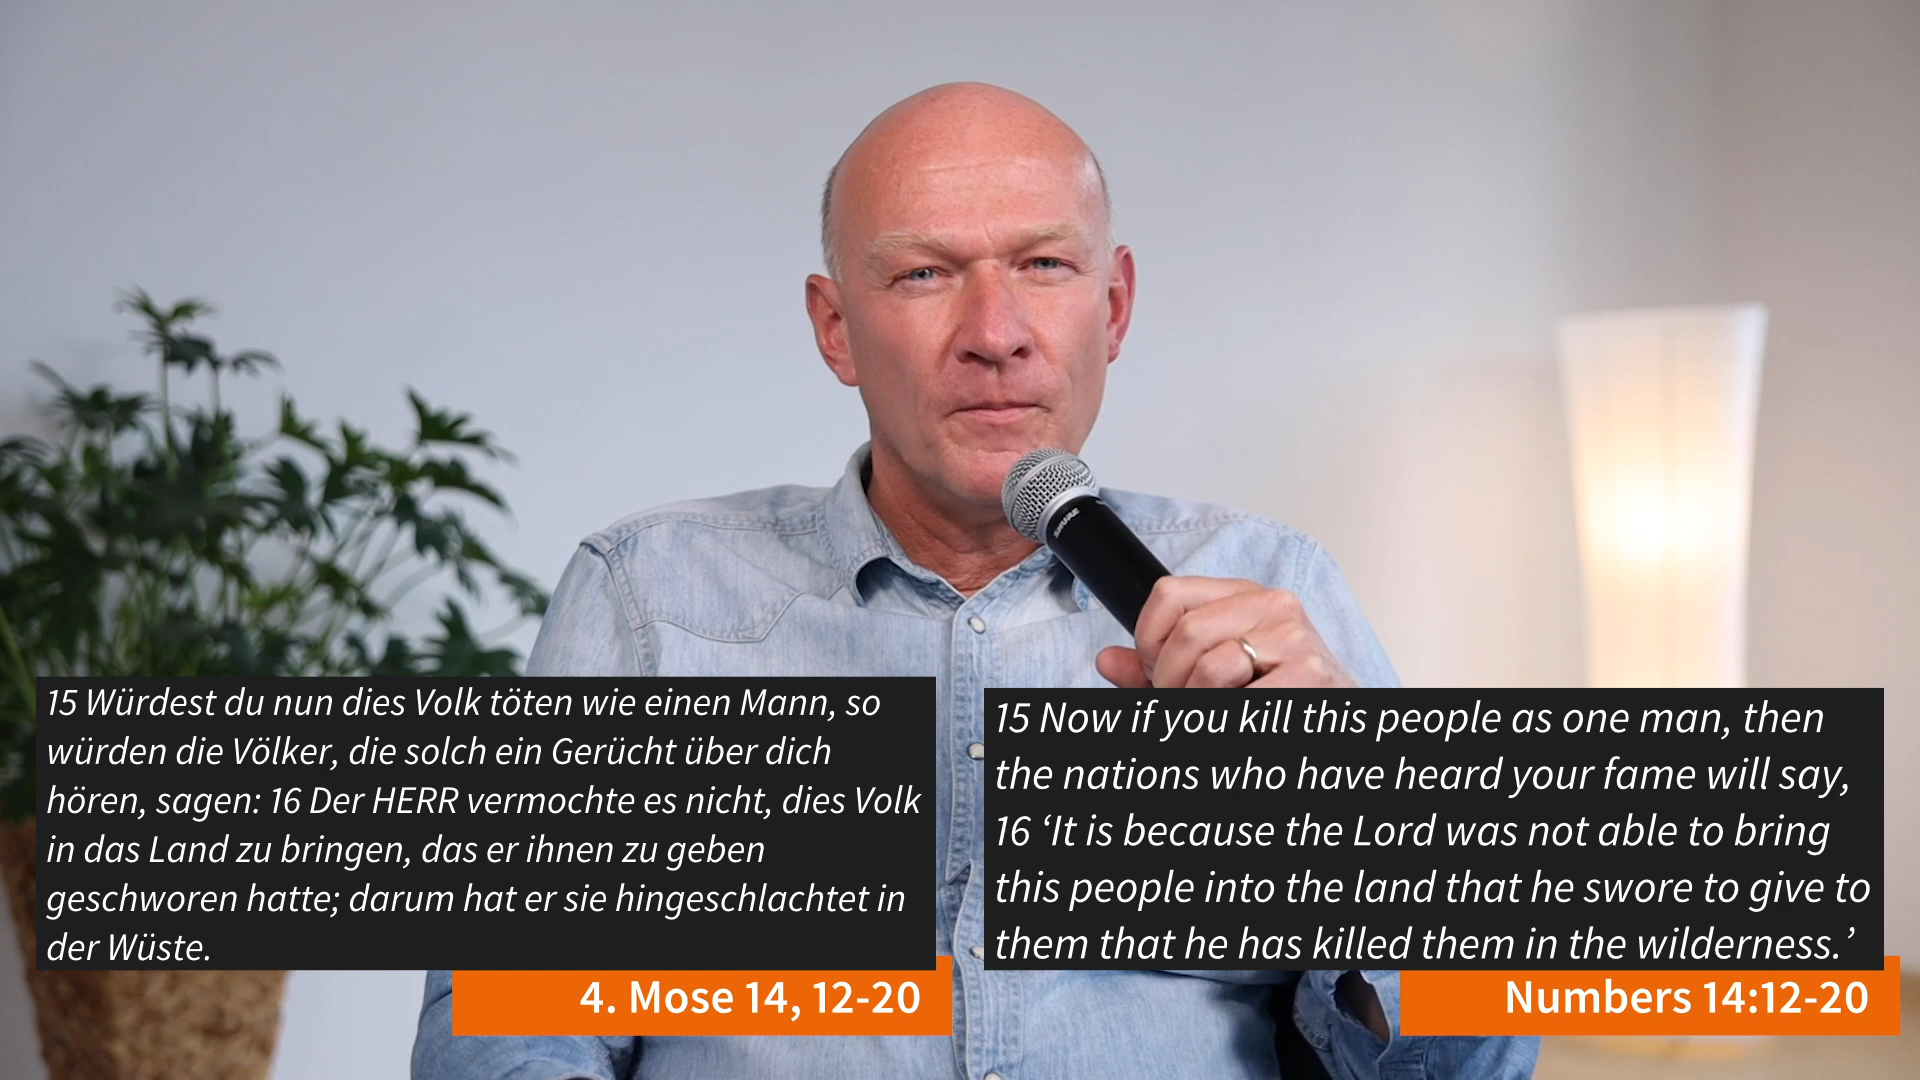 SHURE
15 Würdest du nun dies Volk töten wie einen Mann, so
würden die Völker, die solch ein Gerücht über dich
hören, sagen: 16 Der HERR vermochte es nicht, dies Volk
in das Land zu bringen, das er ihnen zu geben
geschworen hatte; darum hat er sie hingeschlachtet in
der Wüste.
4. Mose 14, 12-20
15 Now if you kill this people as one man, then
the nations who have heard your fame will say,
16 ‘It is because the Lord was not able to bring
this people into the land that he swore to give to
them that he has killed them in the wilderness.’
Numbers 14:12-20